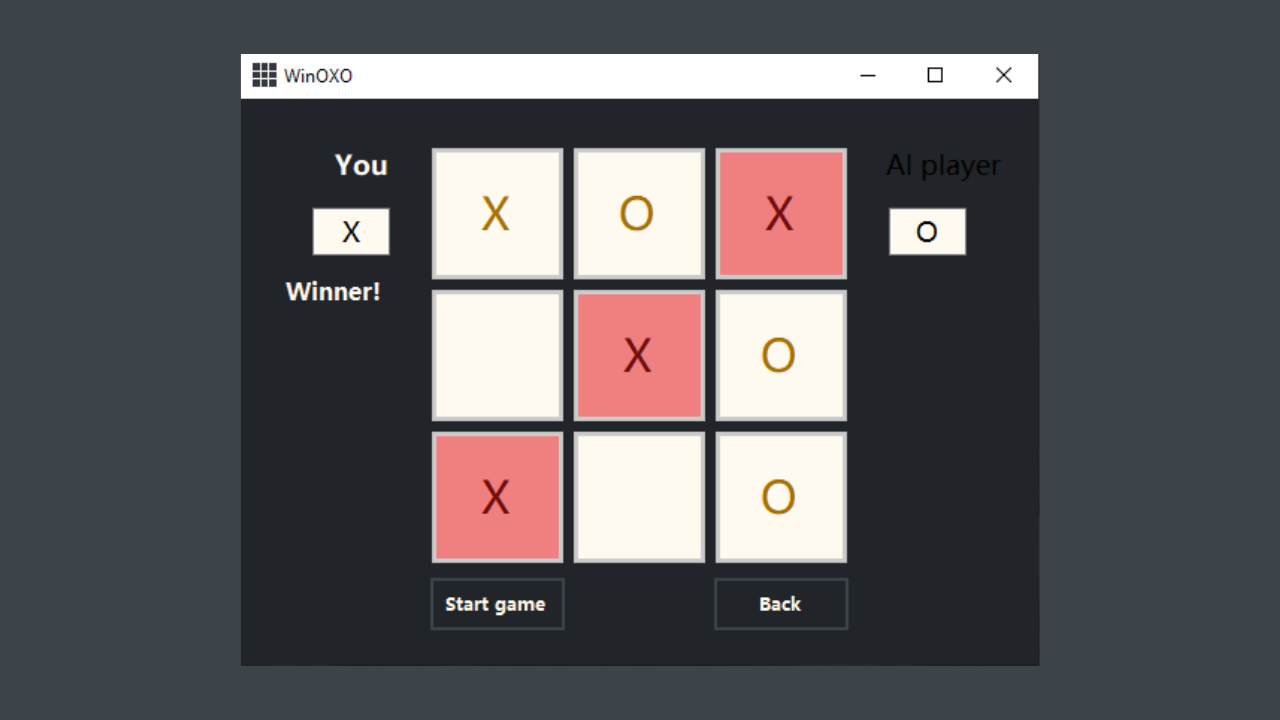 WinOXO
You
X
Winner!
X O X
X O
X O
AI player
O
Start game
Back